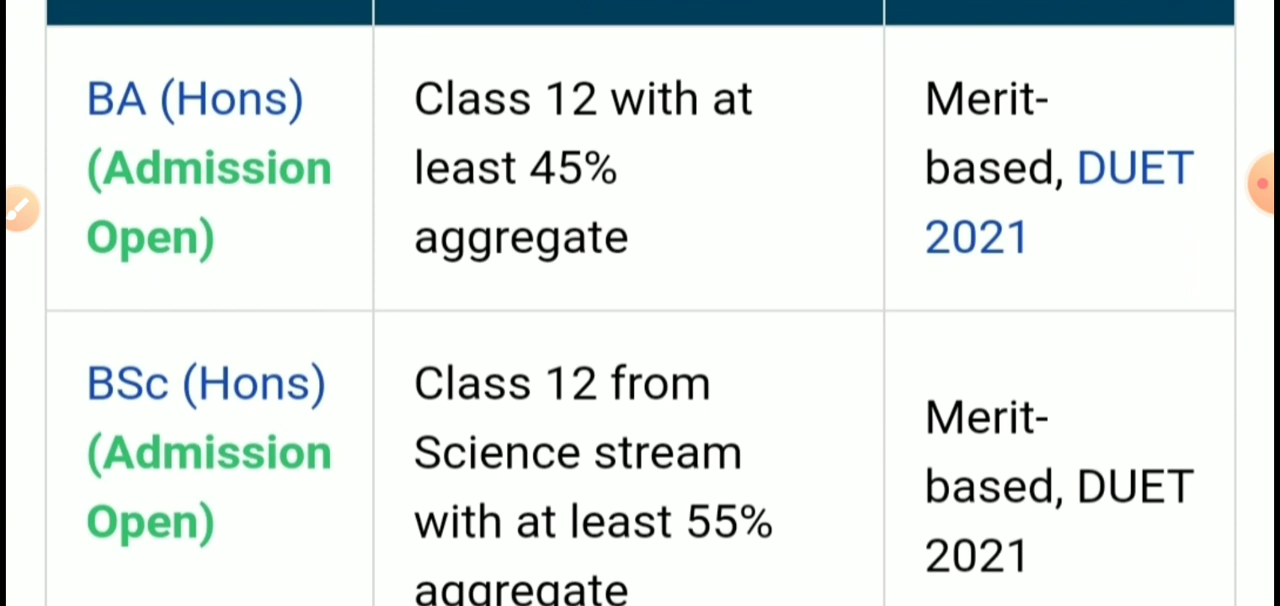 BA (Hons)
(Admission
Open)
Class 12 with at
least 45%
aggregate
Merit-
based, DUET
2021
BSc (Hons)
(Admission
Open)
Class 12 from
Science stream
with at least 55%
aggregate
Merit-
based, DUET
2021